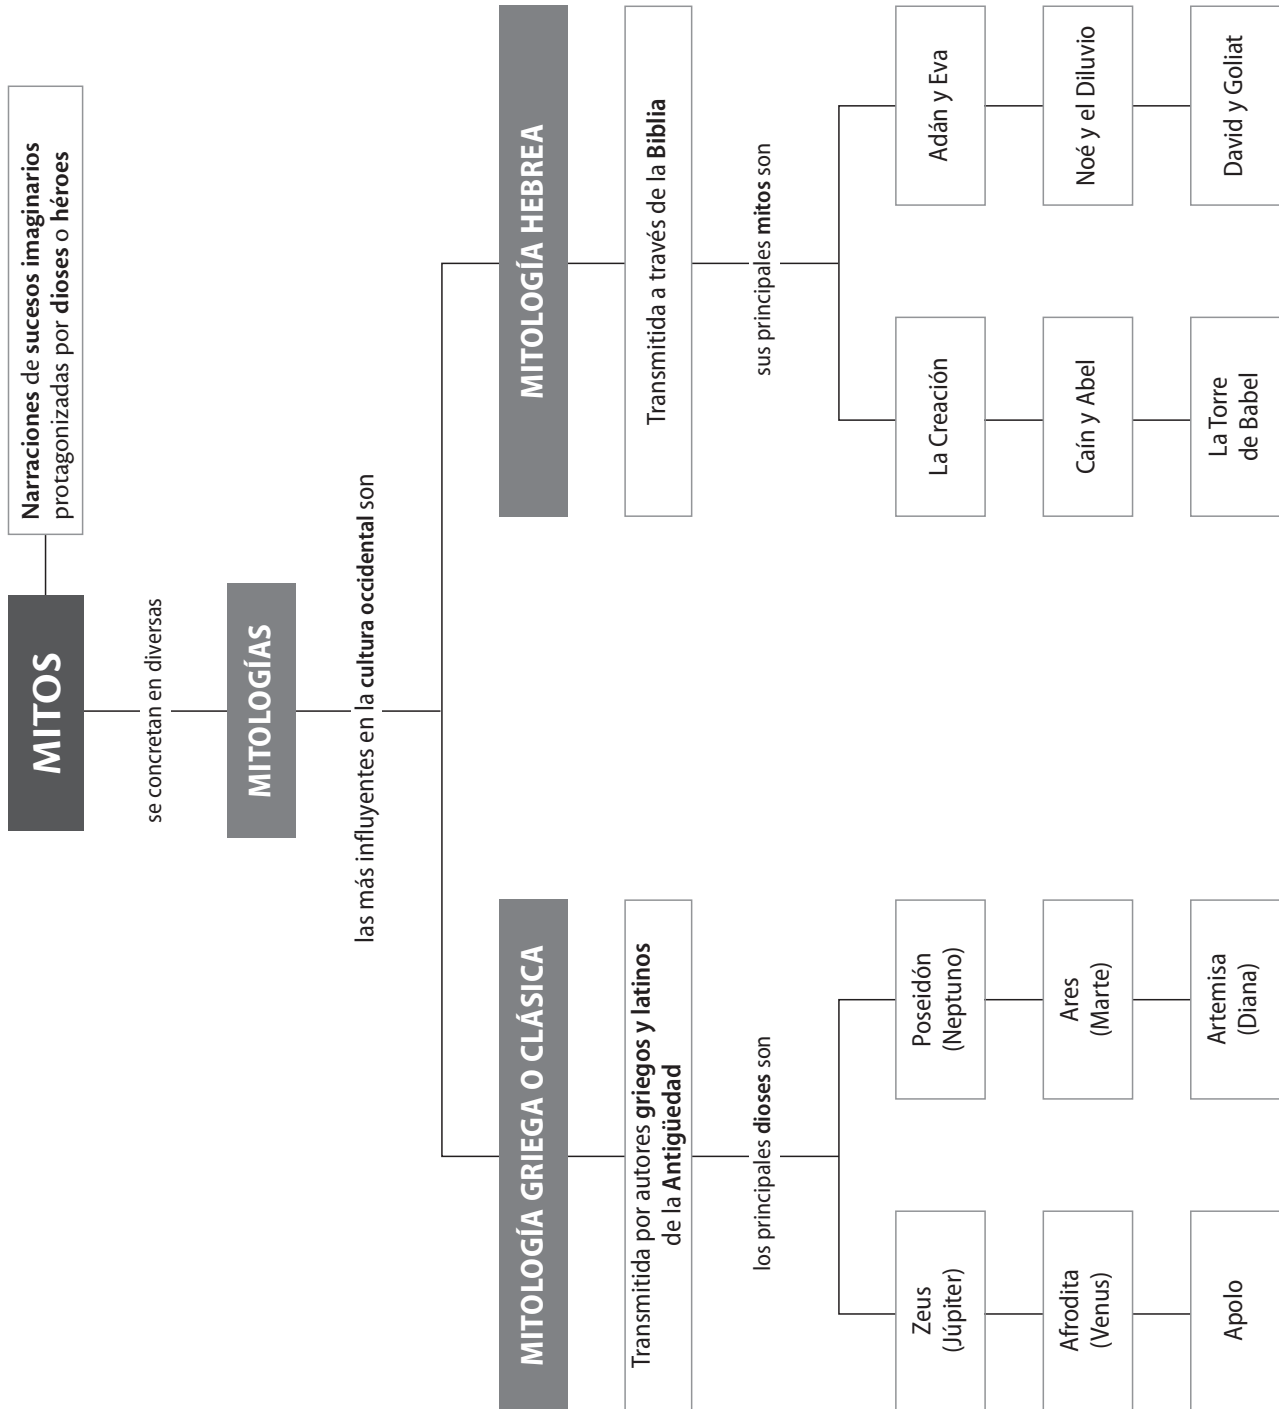 MITOS
Narraciones de sucesos imaginarios
protagonizadas por dioses o héroes
se concretan en diversas
MITOLOGÍAS
las más influyentes en la cultura occidental son
MITOLOGÍA GRIEGA O CLÁSICA
Transmitida por autores griegos y latinos
de la Antigüedad
los principales dioses son
Zeus
(Júpiter)
Poseidón
(Neptuno)
Afrodita
(Venus)
Ares
(Marte)
Apolo
Artemisa
(Diana)
MITOLOGÍA HEBREA
Transmitida a través de la Biblia
sus principales mitos son
La Creación
Adán y Eva
Caín y Abel
Noé y el Diluvio
La Torre
de Babel
David y Goliat